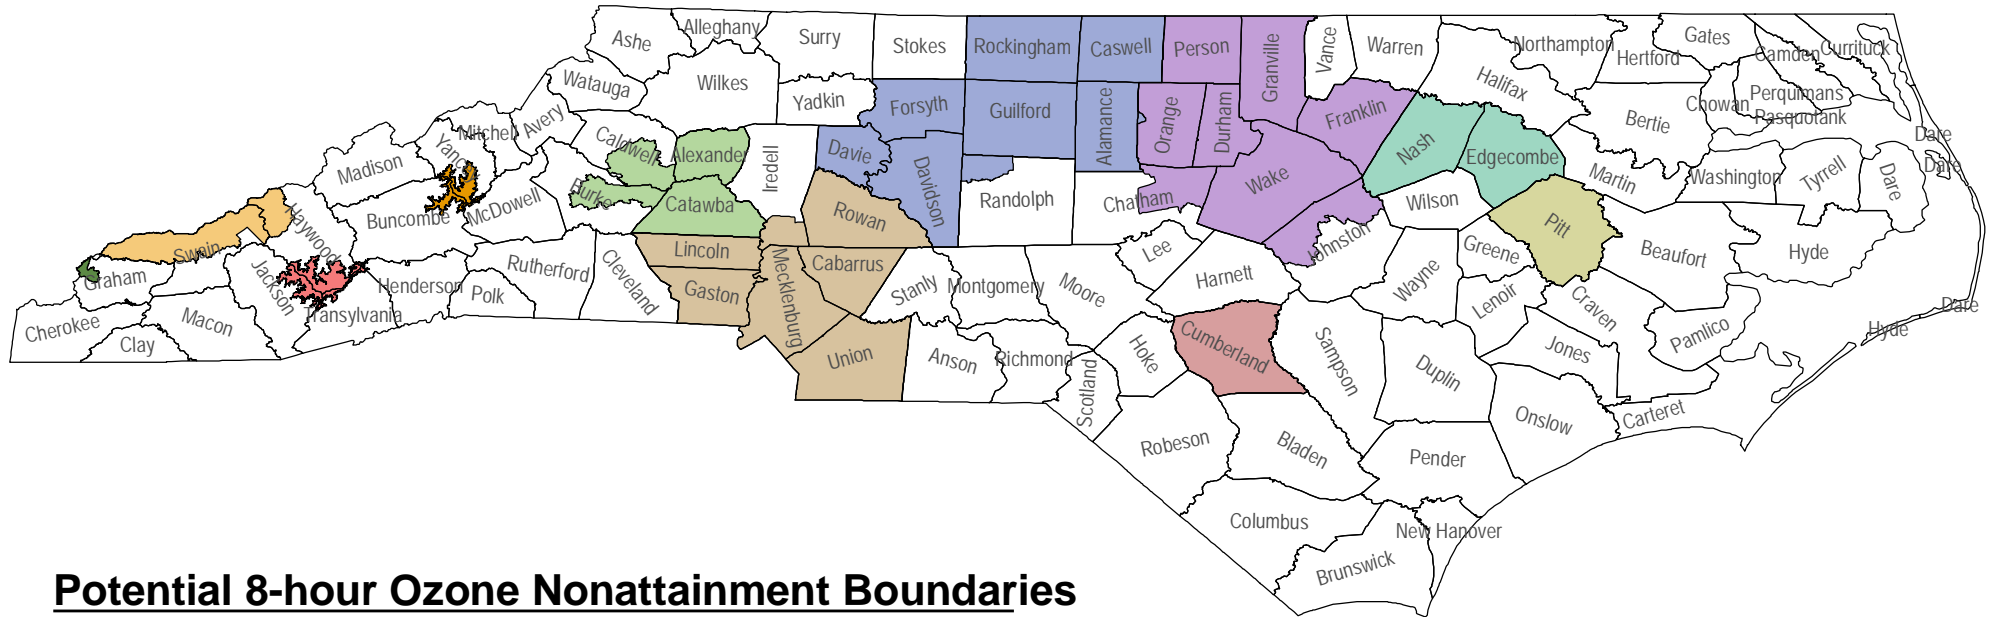 Ashe
Alleghany
Surry
Stokes
Rockingham
Caswell
Person
Granville
Vance
Warren
Northampton
Gates
Hertford
Camden
Currituck
Watauga
Wilkes
Yadkin
Forsyth
Guilford
Alamance
Orange
Durham
Franklin
Halifax
Bertie
Chowan
Perquimans
Pasquotank
Dare
Mitchell
Avery
Yancey
Caldwell
Alexander
Iredell
Davie
Davidson
Randolph
Chatham
Wake
Nash
Edgecombe
Martin
Washington
Tyrrell
Dare
Dare
Madison
Buncombe
McDowell
Burke
Catawba
Rowan
Wilson
Pitt
Beaufort
Hyde
Swain
Haywood
Graham
Jackson
Henderson
Transylvania
Polk
Rutherford
Cleveland
Lincoln
Gaston
Mecklenburg
Cabarrus
Stanly
Montgomery
Moore
Lee
Harnett
Johnston
Wayne
Greene
Lenoir
Craven
Pamlico
Dare
Hyde
Cherokee
Clay
Macon
Union
Anson
Richmond
Scotland
Hoke
Cumberland
Sampson
Duplin
Jones
Onslow
Carteret
Robeson
Bladen
Pender
Columbus
New Hanover
Brunswick
Potential 8-hour Ozone Nonattainment Boundaries